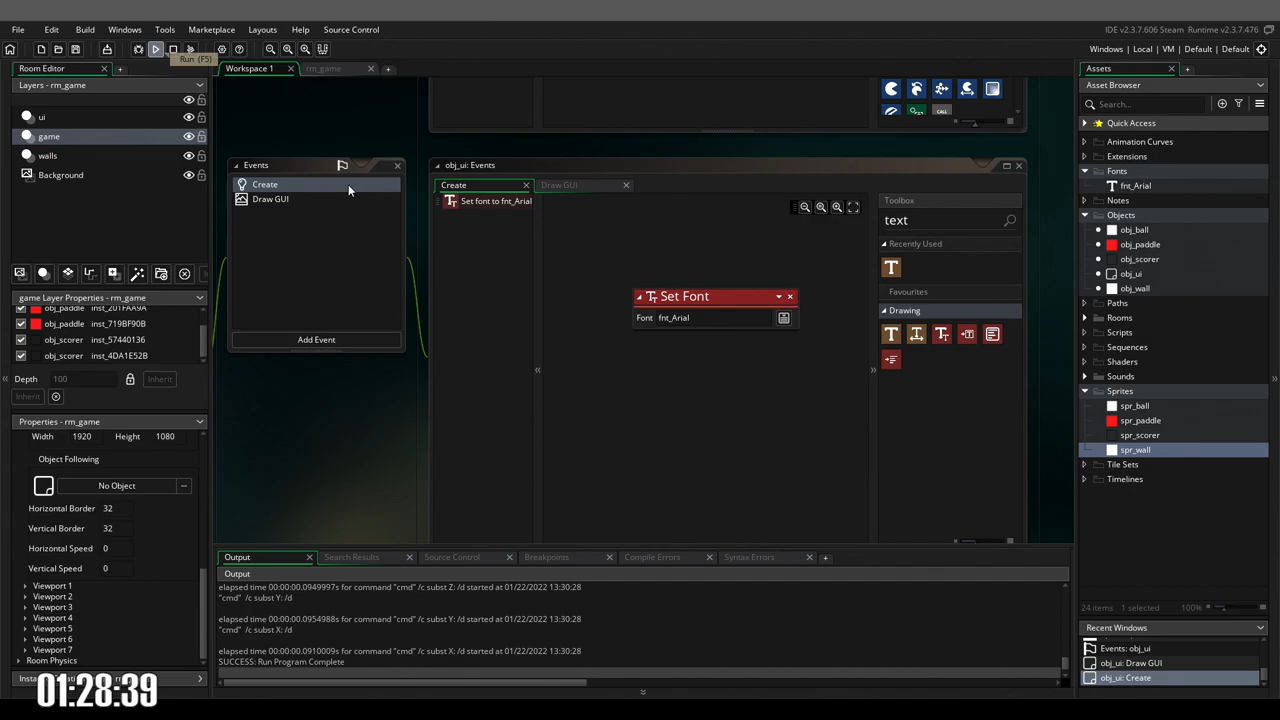 File Edit Build Windows Tools Marketplace Layouts Help Source Control
IDE v2.3.7.606 Steam Runtime v2.3.7.476
Windows | Local | VM | Default | Default
Run (F5)
Room Editor
Workspace 1
rm_game
Assets
Layers - rm_game
Asset Browser
Search...
ui
game
walls
Background
Quick Access
Animation Curves
Extensions
Fonts
fnt_Arial
Notes
Objects
obj_ball
obj_paddle
obj_scorer
obj_ui
obj_wall
Paths
Rooms
Scripts
Sequences
Shaders
Sounds
Sprites
spr_ball
spr_paddle
spr_scorer
spr_wall
Tile Sets
Timelines
CALL
Events
Create
Draw GUI
Add Event
obj_ui: Events
Create
Draw GUI
Set font to fnt_Arial
Set Font
Font fnt_Arial
Toolbox
text
Recently Used
Favourites
Drawing
game Layer Properties - rm_game
obj_paddle inst_201FAA9A
obj_paddle inst_719BF90B
obj_scorer inst_57440136
obj_scorer inst_4DA1E52B
Depth 100 Inherit
Inherit
Properties - rm_game
Width 1920 Height 1080
Object Following
No Object
Horizontal Border 32
Vertical Border 32
Horizontal Speed 0
Vertical Speed 0
Viewport 1
Viewport 2
Viewport 3
Viewport 4
Viewport 5
Viewport 6
Viewport 7
Room Physics
01:28:39
Output Search Results Source Control Breakpoints Compile Errors Syntax Errors
Output
elapsed time 00:00:00.0949997s for command "cmd" /c subst Z: /d started at 01/22/2022 13:30:28
"cmd" /c subst Y: /d
elapsed time 00:00:00.0954988s for command "cmd" /c subst Y: /d started at 01/22/2022 13:30:28
"cmd" /c subst X: /d
elapsed time 00:00:00.0910009s for command "cmd" /c subst X: /d started at 01/22/2022 13:30:28
SUCCESS: Run Program Complete
24 items 1 selected 100%
Recent Windows
Events: obj_ui
obj_ui: Draw GUI
obj_ui: Create